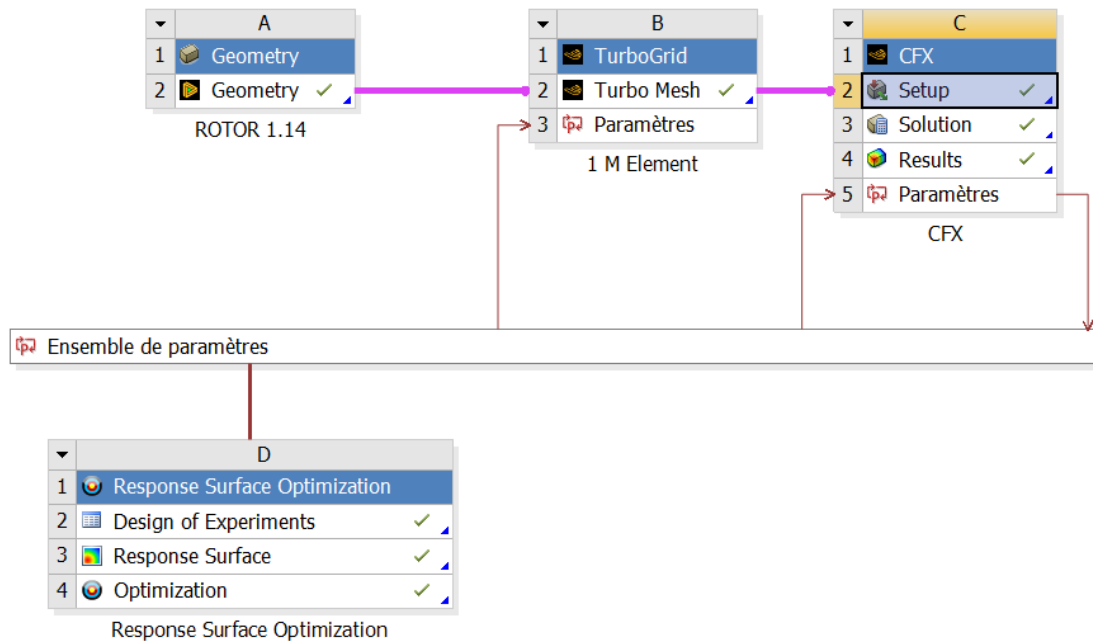 A
1 Geometry
2 Geometry
ROTOR 1.14
B
1 TurboGrid
2 Turbo Mesh
3 Paramètres
1 M Element
C
1 CFX
2 Setup
3 Solution
4 Results
5 Paramètres
CFX
Ensemble de paramètres
D
1 Response Surface Optimization
2 Design of Experiments
3 Response Surface
4 Optimization
Response Surface Optimization